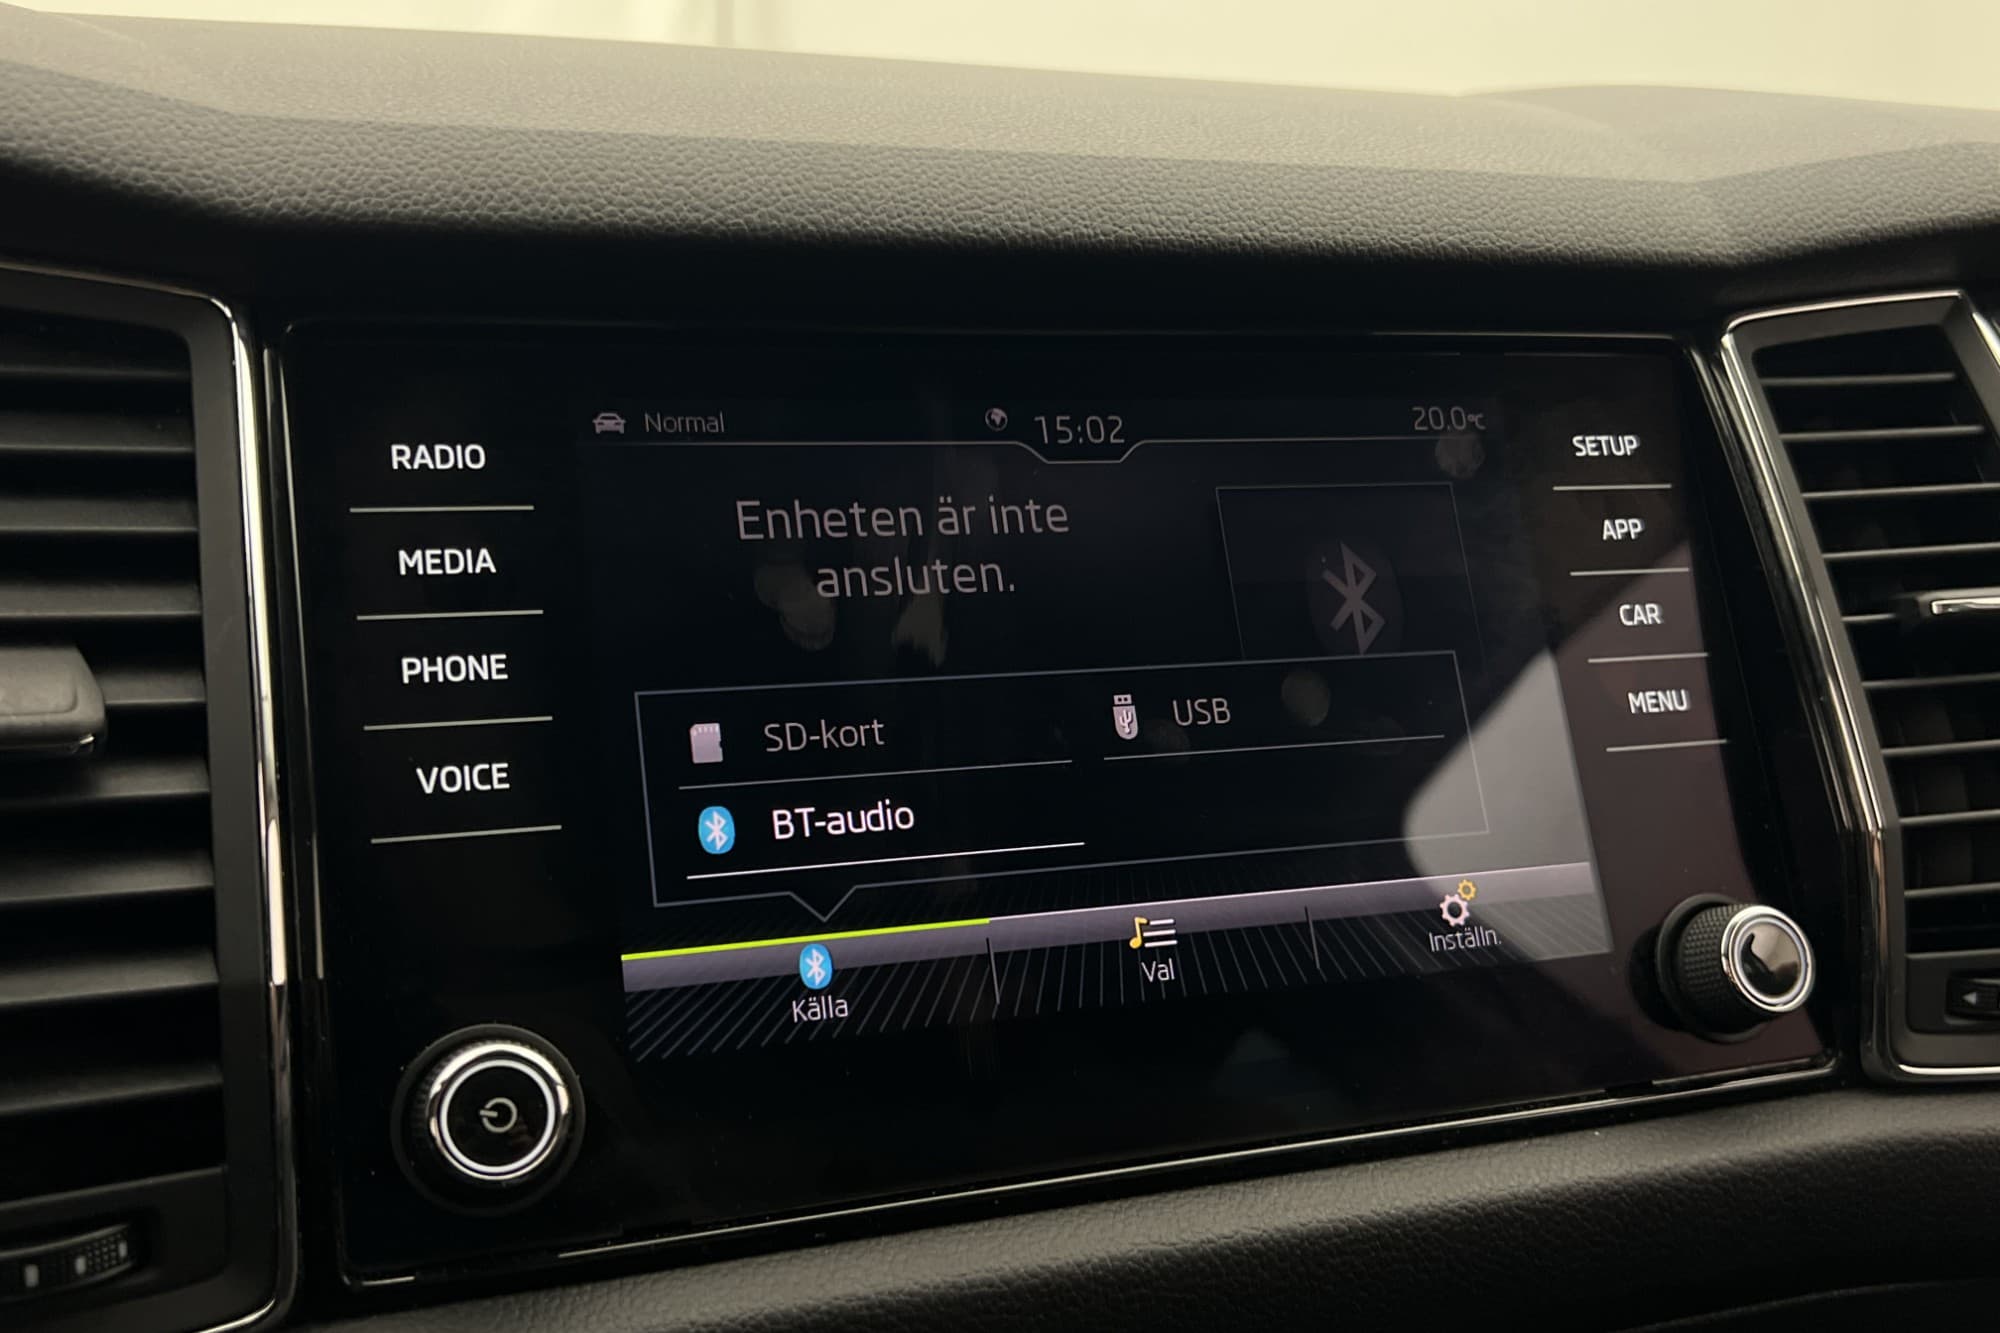 RADIO
MEDIA
PHONE
VOICE
Normal
15:02
20.0°C
Enheten är inte
ansluten.
SD-kort
USB
BT-audio
Källa
Val
Inställn.
SETUP
APP
CAR
MENU